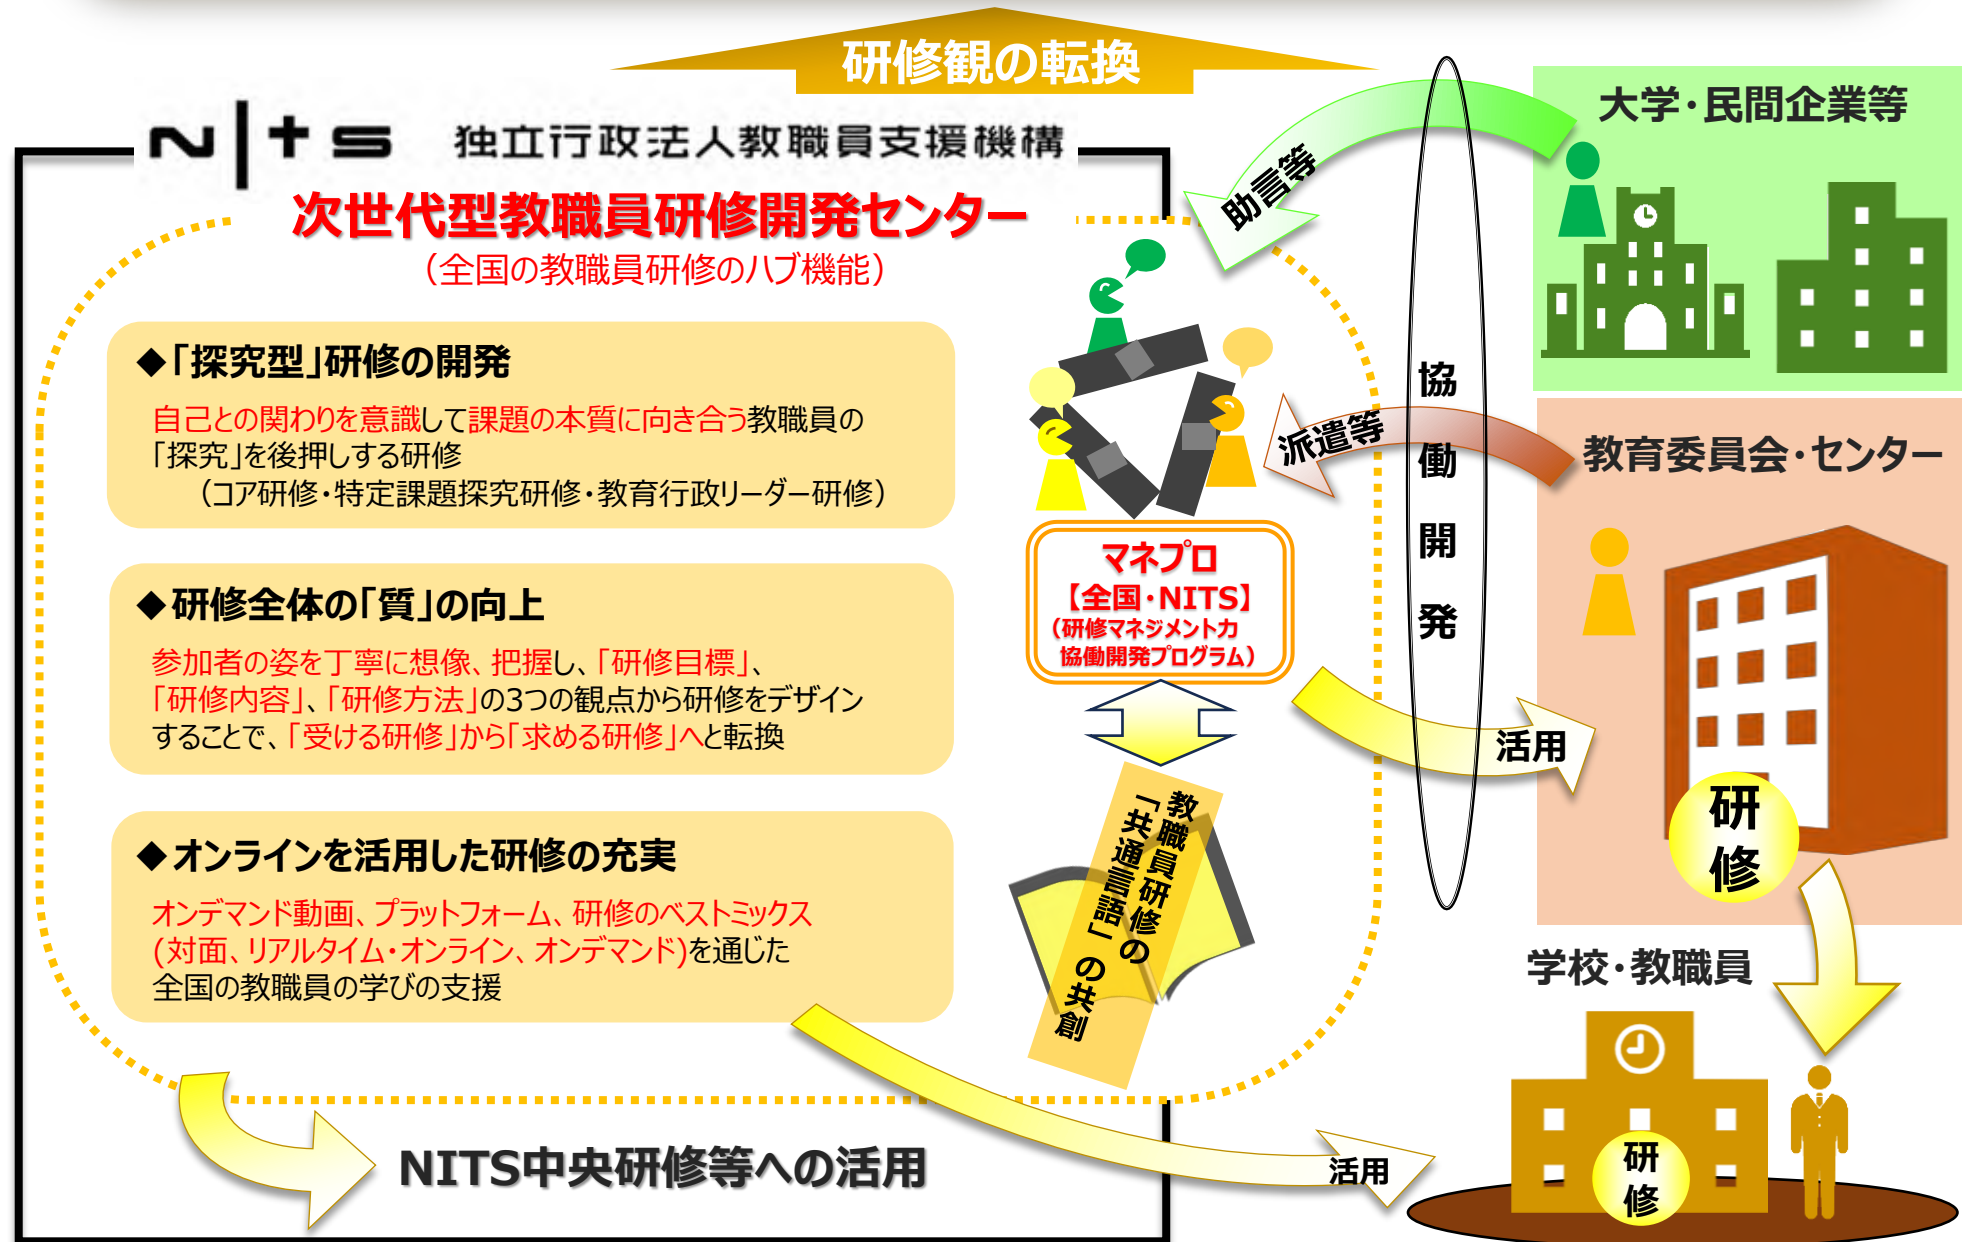 研修観の転換
NITS 独立行政法人教職員支援機構
次世代型教職員研修開発センター
（全国の教職員研修のハブ機能）
◆「探究型」研修の開発
自己との関わりを意識して課題の本質に向き合う教職員の
「探究」を後押しする研修
（コア研修・特定課題探究研修・教育行政リーダー研修）
◆研修全体の「質」の向上
参加者の姿を丁寧に想像、把握し、「研修目標」、
「研修内容」、「研修方法」の3つの観点から研修をデザイン
することで、「受ける研修」から「求める研修」へと転換
◆オンラインを活用した研修の充実
オンデマンド動画、プラットフォーム、研修のベストミックス
(対面、リアルタイム・オンライン、オンデマンド)を通じた
全国の教職員の学びの支援
NITS中央研修等への活用
マネプロ
【全国・NITS】
（研修マネジメント力
協働開発プログラム）
教職員研修の
「共通言語」の共創
助言等
派遣等
活用
活用
協働開発
大学・民間企業等
教育委員会・センター
研修
学校・教職員
研修